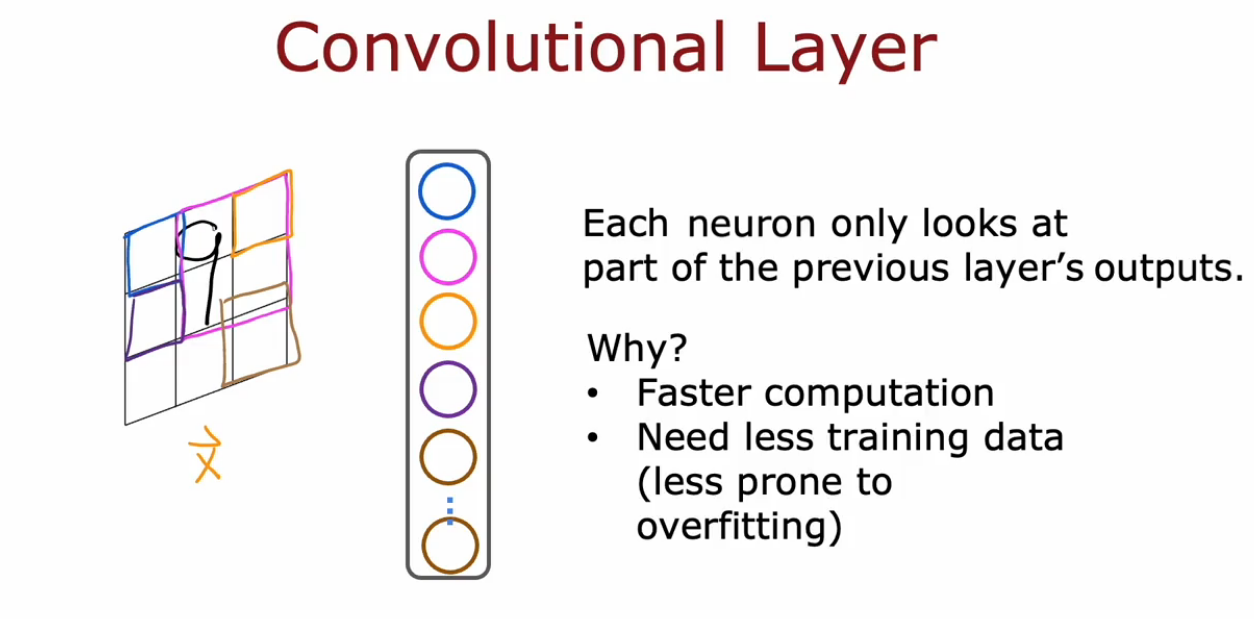 Convolutional Layer
9
Each neuron only looks at
part of the previous layer's outputs.
Why?
• Faster computation
• Need less training data
(less prone to
overfitting)
x⃗